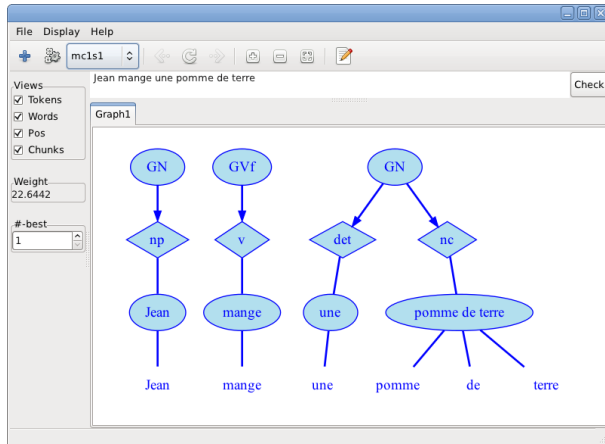 File Display Help
mc1s1
Jean mange une pomme de terre
Check
Views
Tokens
Words
Pos
Chunks
Weight
22.6442
#-best
1
Graph1
GN GVf GN
np v det nc
Jean mange une pomme de terre
Jean mange une pomme de terre